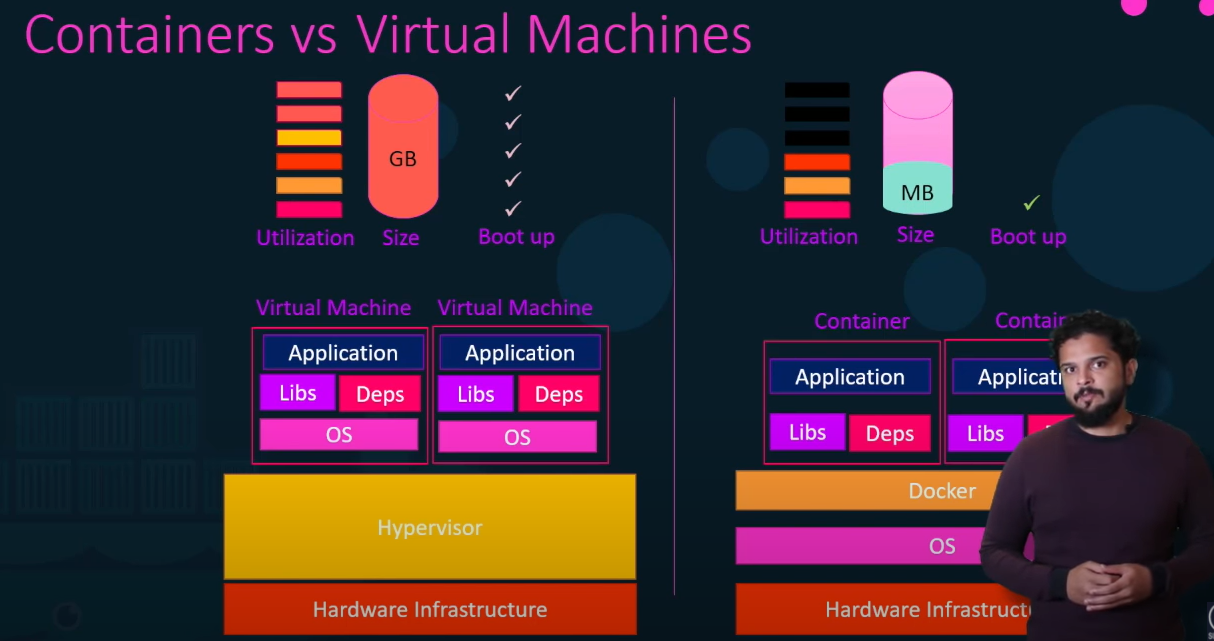 Containers vs Virtual Machines
GB
Utilization Size Boot up
MB
Utilization Size Boot up
Virtual Machine Virtual Machine
Application Application
Libs Deps Libs Deps
OS OS
Hypervisor
Hardware Infrastructure
Container
Application
Libs Deps Libs
Docker
OS
Hardware